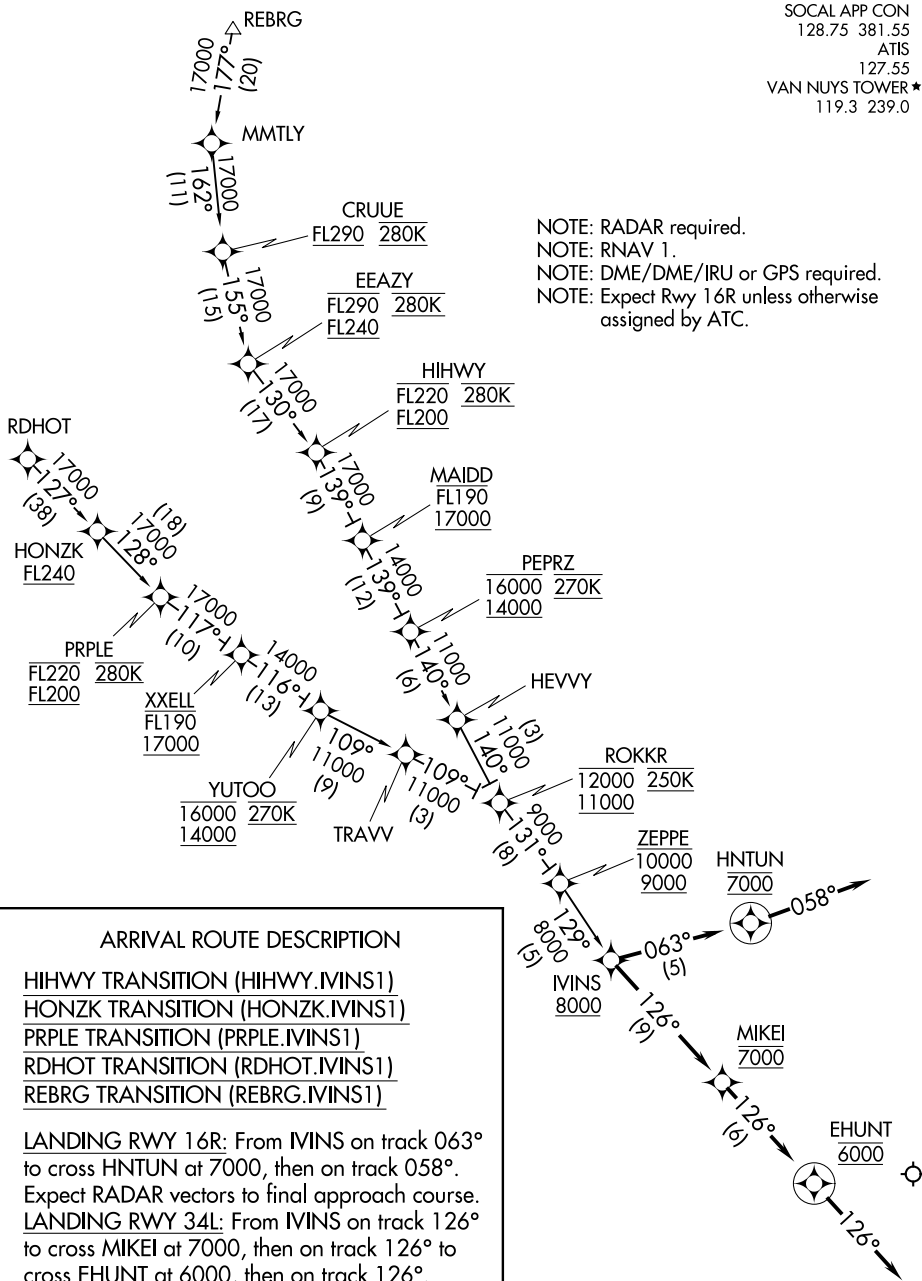 SOCAL APP CON
128.75 381.55
ATIS
127.55
VAN NUYS TOWER★
119.3 239.0
REBRG
17000
177°
(20)
MMTLY
17000
162°
(11)
CRUUE
FL290 280K
17000
155°
(15)
EEAZY
FL290 280K
FL240
NOTE: RADAR required.
NOTE: RNAV 1.
NOTE: DME/DME/IRU or GPS required.
NOTE: Expect Rwy 16R unless otherwise
assigned by ATC.
17000
130°
(17)
HIHWY
FL220 280K
FL200
17000
139°
(9)
MAIDD
FL190
17000
14000
139°
(12)
PEPRZ
16000 270K
14000
11000
140°
(6)
HEVVY
(3)
11000
140°
RDHOT
17000
127°
(38)
HONZK
FL240
(18)
17000
128°
PRPLE
FL220 280K
FL200
17000
117°
(10)
XXELL
FL190
17000
14000
116°
(13)
YUTOO
16000 270K
14000
109°
11000
(9)
TRAVV
109°
11000
(3)
ROKKR
12000 250K
11000
9000
131°
(8)
ZEPPE
10000
9000
129°
8000
(5)
IVINS
8000
HNTUN
7000
063°
(5)
058°
126°
(9)
MIKEI
7000
126°
(6)
EHUNT
6000
126°
ARRIVAL ROUTE DESCRIPTION
HIHWY TRANSITION (HIHWY.IVINS1)
HONZK TRANSITION (HONZK.IVINS1)
PRPLE TRANSITION (PRPLE.IVINS1)
RDHOT TRANSITION (RDHOT.IVINS1)
REBRG TRANSITION (REBRG.IVINS1)
LANDING RWY 16R: From IVINS on track 063°
to cross HNTUN at 7000, then on track 058°.
Expect RADAR vectors to final approach course.
LANDING RWY 34L: From IVINS on track 126°
to cross MIKEI at 7000, then on track 126° to
cross EHUNT at 6000, then on track 126°.